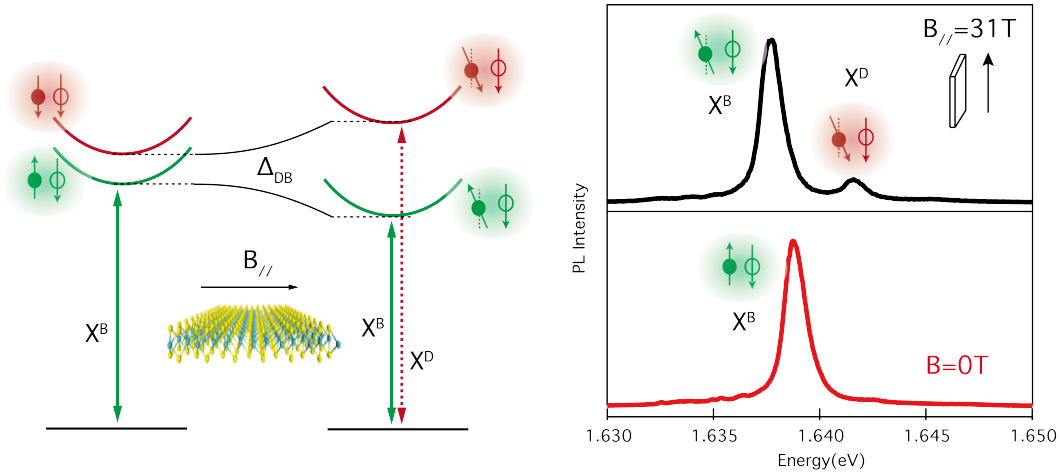 Δ_DB
B_//
X^B
X^B
X^D
B_//=31T
X^B
X^D
X^B
B=0T
PL Intensity
1.630 1.635 1.640 1.645 1.650
Energy(eV)